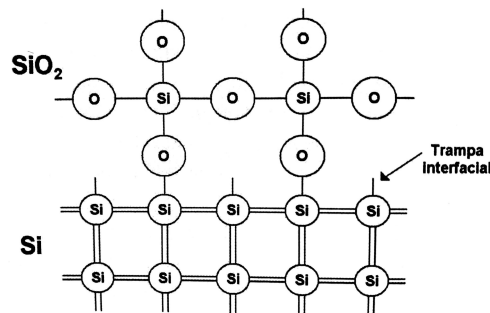 O O
SiO₂
O Si O Si O
O O
Trampa
interfacial
Si Si Si Si Si
Si
Si Si Si Si Si